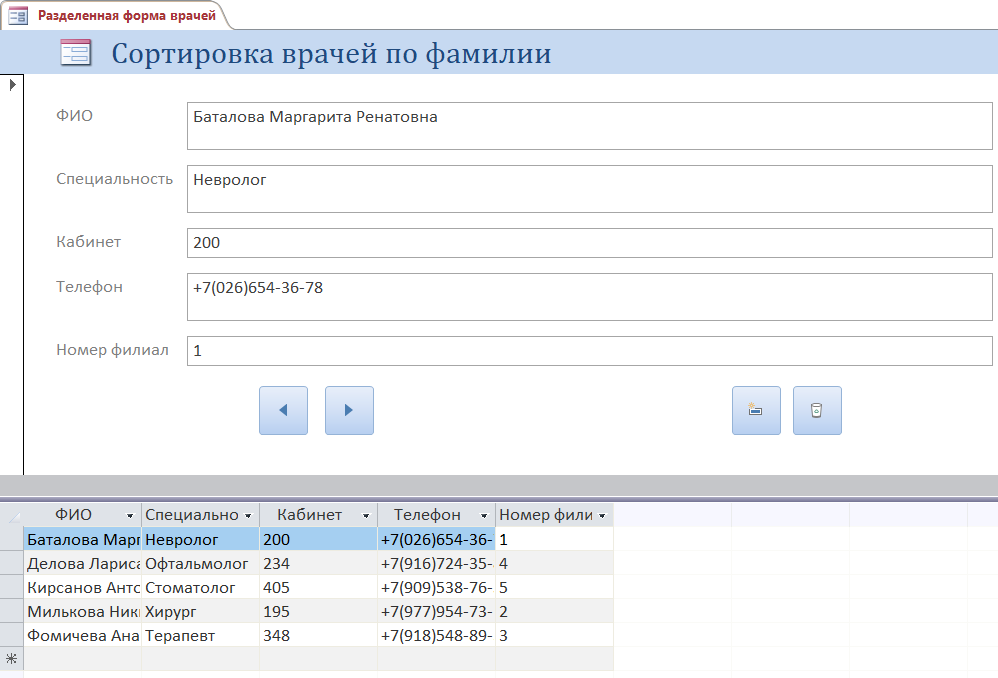 Разделенная форма врачей
Сортировка врачей по фамилии
ФИО Баталова Маргарита Ренатовна
Специальность Невролог
Кабинет 200
Телефон +7(026)654-36-78
Номер филиал 1
ФИО Специально Кабинет Телефон Номер фили
Баталова Марг Невролог 200 +7(026)654-36- 1
Делова Лариса Офтальмолог 234 +7(916)724-35- 4
Кирсанов Анто Стоматолог 405 +7(909)538-76- 5
Милькова Ники Хирург 195 +7(977)954-73- 2
Фомичева Ана Терапевт 348 +7(918)548-89- 3